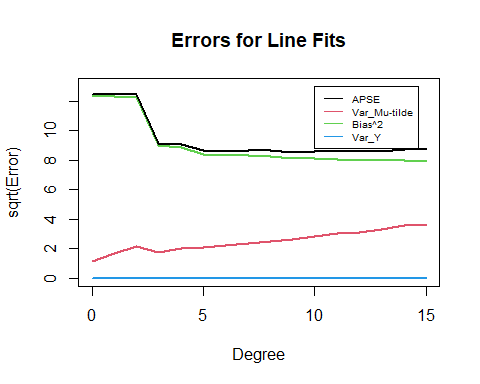 Errors for Line Fits
APSE
Var_Mu-tilde
Bias^2
Var_Y
sqrt(Error)
10
8
6
4
2
0
0 5 10 15
Degree